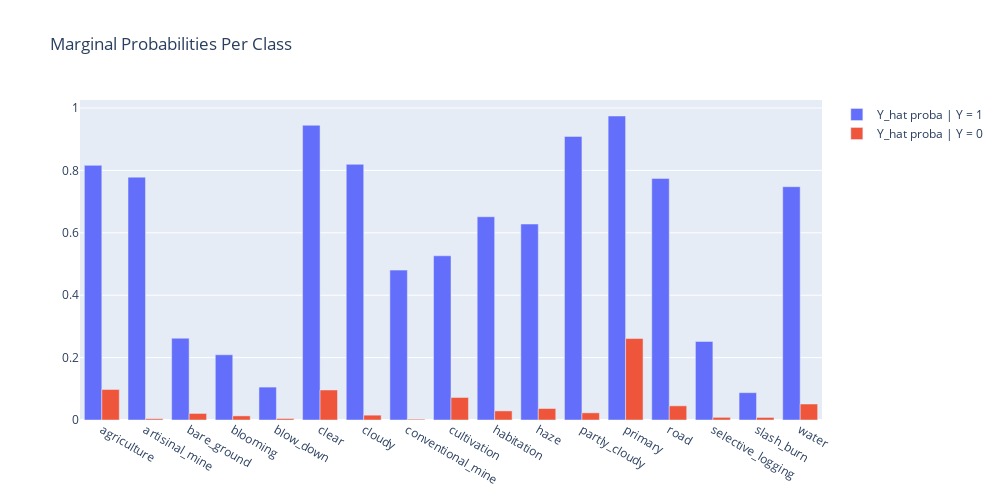 Marginal Probabilities Per Class
Y_hat proba | Y = 1
Y_hat proba | Y = 0
1
0.8
0.6
0.4
0.2
0
agriculture
artisinal_mine
bare_ground
blooming
blow_down
clear
cloudy
conventional_mine
cultivation
habitation
haze
partly_cloudy
primary
road
selective_logging
slash_burn
water